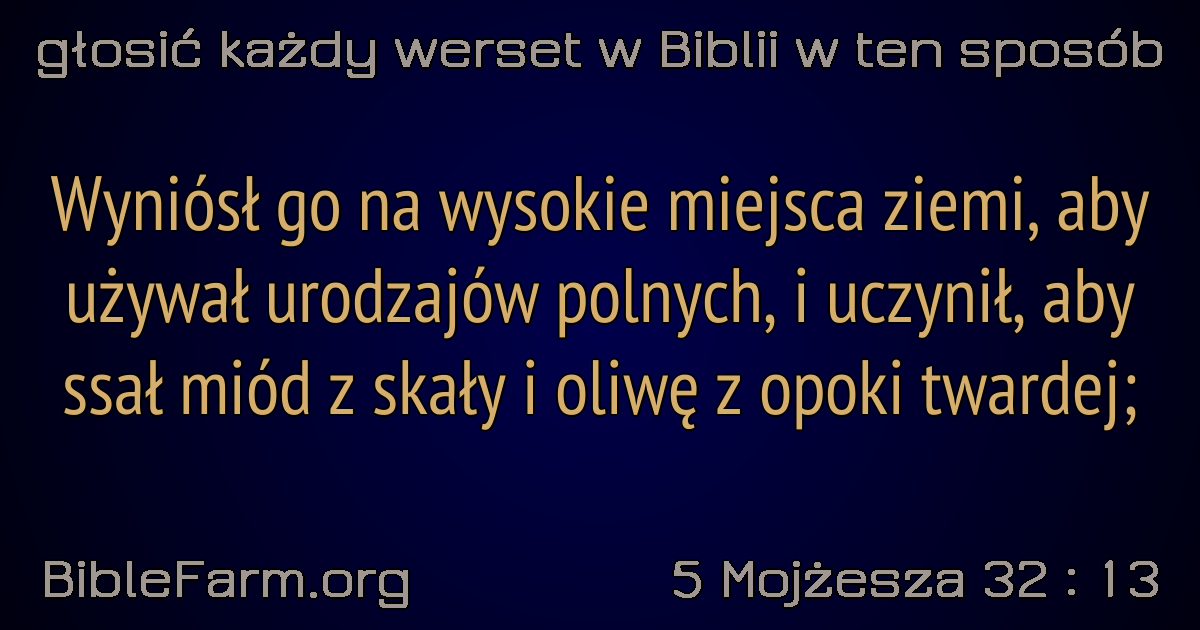 głosić każdy werset w Biblii w ten sposób
Wyniósł go na wysokie miejsca ziemi, aby
używał urodzajów polnych, i uczynił, aby
ssał miód z skały i oliwę z opoki twardej;
BibleFarm.org
5 Mojżesza 32 : 13